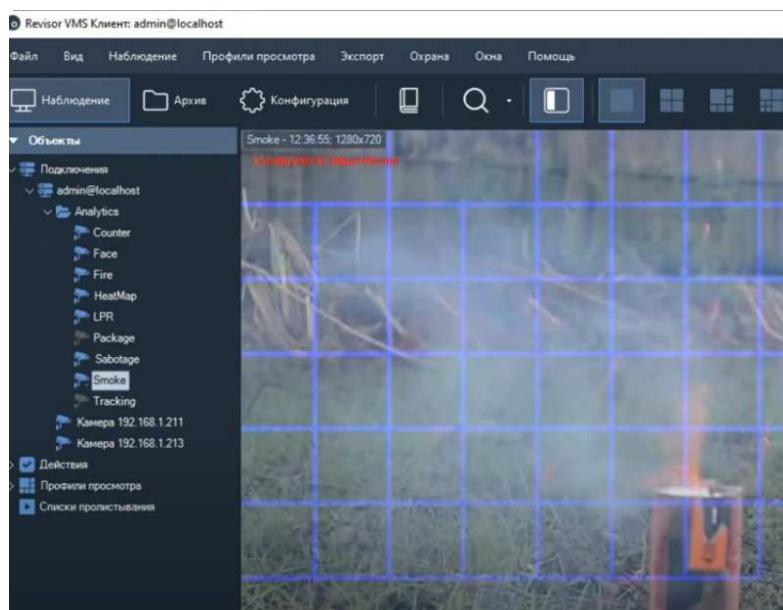 Revisor VMS Клиент: admin@localhost
Файл Вид Наблюдение Профили просмотра Экспорт Охрана Окна Помощь
Наблюдение Архив Конфигурация
Объекты
Smoke - 12:36:55; 1280x720
Подключения
admin@localhost
Analytics
Counter
Face
Fire
HeatMap
LPR
Package
Sabotage
Smoke
Tracking
Камера 192.168.1.211
Камера 192.168.1.213
Действия
Профили просмотра
Списки пролистывания